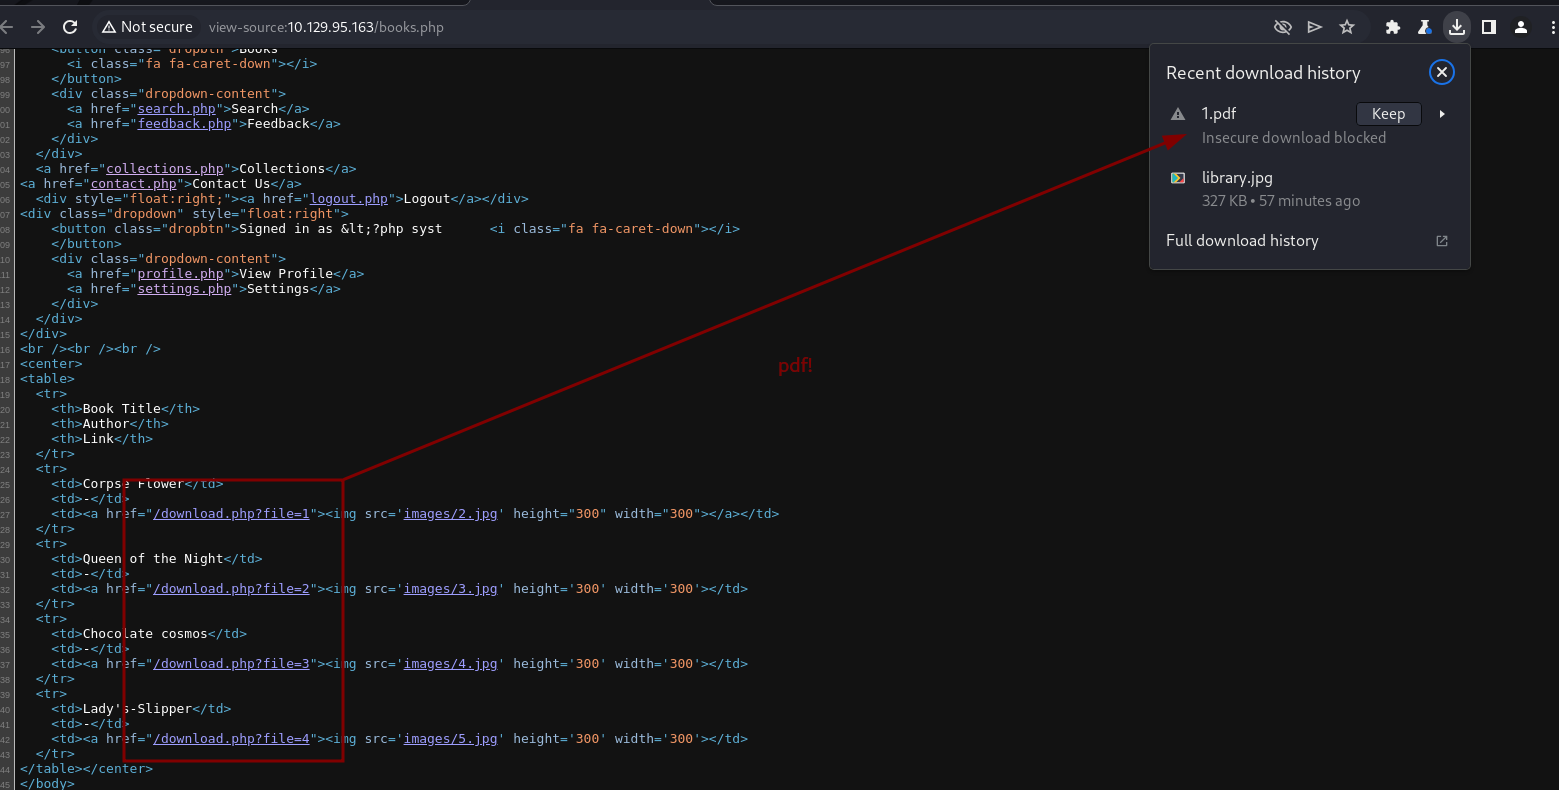 Not secure view-source:10.129.95.163/books.php
<button class="dropbtn">Books
97 <i class="fa fa-caret-down"></i>
98 </button>
99 <div class="dropdown-content">
00 <a href="search.php">Search</a>
01 <a href="feedback.php">Feedback</a>
02 </div>
03 </div>
04 <a href="collections.php">Collections</a>
05 <a href="contact.php">Contact Us</a>
06 <div style="float:right;"><a href="logout.php">Logout</a></div>
07 <div class="dropdown" style="float:right">
08 <button class="dropbtn">Signed in as &lt;?php syst <i class="fa fa-caret-down"></i>
09 </button>
10 <div class="dropdown-content">
11 <a href="profile.php">View Profile</a>
12 <a href="settings.php">Settings</a>
13 </div>
14 </div>
15 </div>
16 <br /><br /><br />
17 <center>
18 <table>
19 <tr>
20 <th>Book Title</th>
21 <th>Author</th>
22 <th>Link</th>
23 </tr>
24 <tr>
25 <td>Corpse Flower</td>
26 <td>-</td>
27 <td><a href="/download.php?file=1"><img src='images/2.jpg' height="300" width="300"></a></td>
28 </tr>
29 <tr>
30 <td>Queen of the Night</td>
31 <td>-</td>
32 <td><a href="/download.php?file=2"><img src='images/3.jpg' height='300' width='300'></td>
33 </tr>
34 <tr>
35 <td>Chocolate cosmos</td>
36 <td>-</td>
37 <td><a href="/download.php?file=3"><img src='images/4.jpg' height='300' width='300'></td>
38 </tr>
39 <tr>
40 <td>Lady's-Slipper</td>
41 <td>-</td>
42 <td><a href="/download.php?file=4"><img src='images/5.jpg' height='300' width='300'></td>
43 </tr>
44 </table></center>
45 </body>
pdf!
Recent download history
1.pdf Keep
Insecure download blocked
library.jpg
327 KB • 57 minutes ago
Full download history